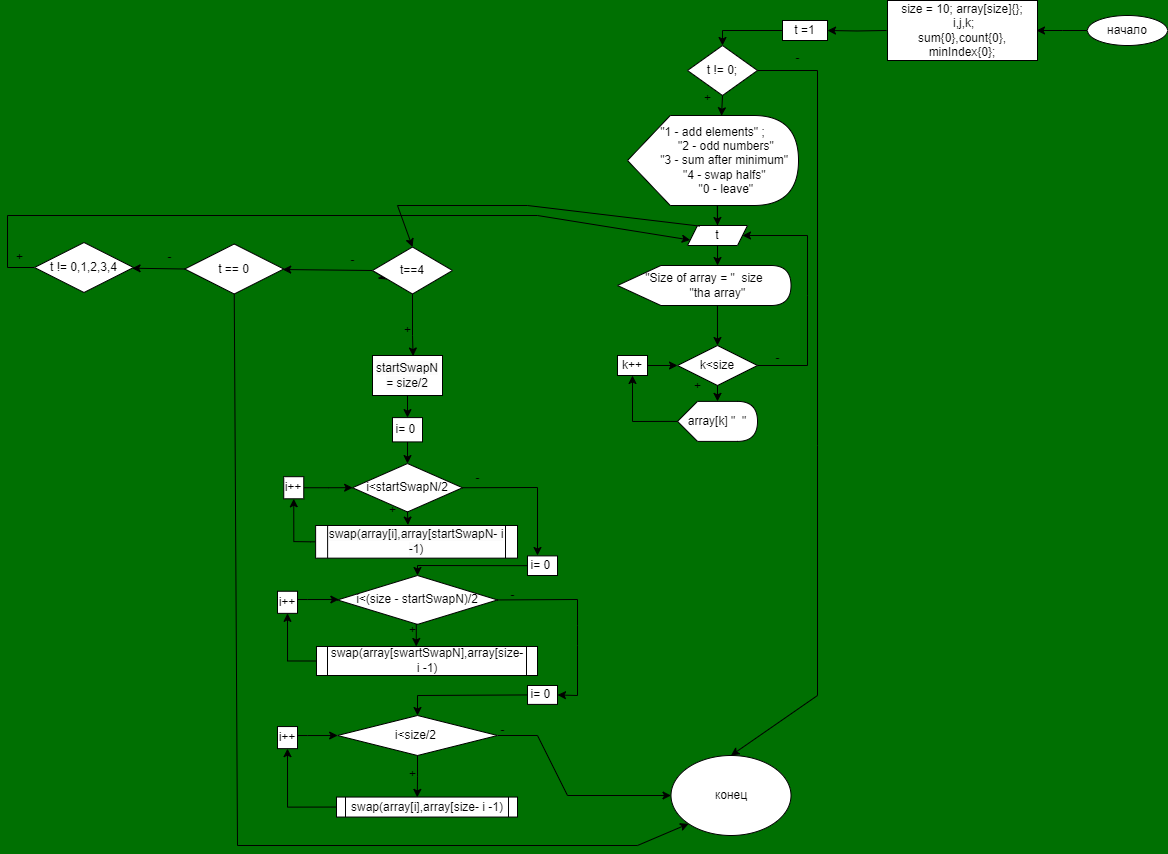 size = 10; array[size]{};
i,j,k;
sum{0},count{0},
minIndex{0};
начало
t =1
t != 0;
-
+
"1 - add elements" ;
"2 - odd numbers"
"3 - sum after minimum"
"4 - swap halfs"
"0 - leave"
t
+
t != 0,1,2,3,4
-
t == 0
-
t==4
"Size of array = "  size
"tha array"
+
startSwapN
= size/2
k++
k<size
-
+
array[k] "  "
i= 0
i++
i<startSwapN/2
-
+
swap(array[i],array[startSwapN- i
-1)
i= 0
i++
i<(size - startSwapN)/2
-
+
swap(array[swartSwapN],array[size-
i -1)
i= 0
i++
i<size/2
-
+
swap(array[i],array[size- i -1)
конец